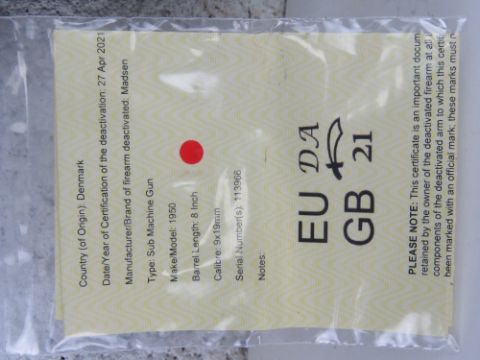 Country (of Origin): Denmark
Date/Year of Certification of the deactivation: 27 Apr 2021
Manufacturer/Brand of firearm deactivated: Madsen
Type: Sub Machine Gun
Make/Model: 1950
Barrel Length: 8 Inch
Calibre: 9x19mm
Serial Number(s): 113966
Notes:
EU DA
GB 21
PLEASE NOTE: This certificate is an important docum
retained by the owner of the deactivated firearm at all
components of the deactivated arm to which this certi
been marked with an official mark; these marks must